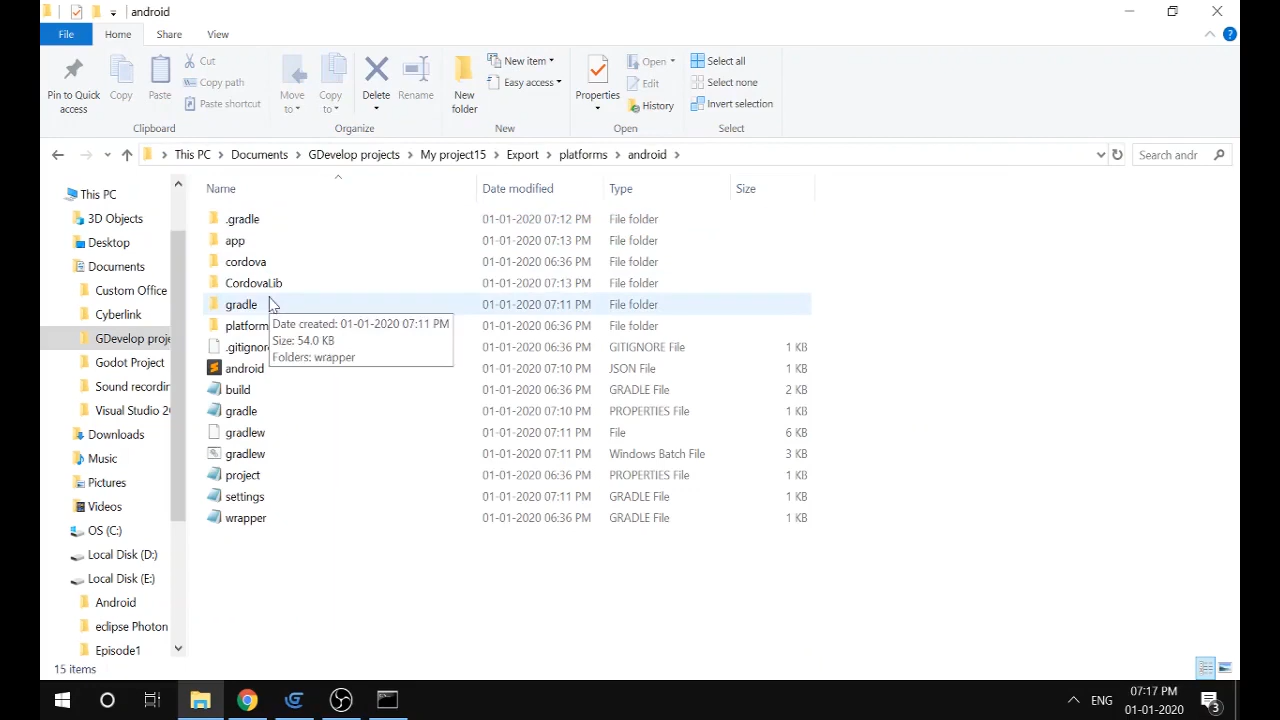 android
File Home Share View
Pin to Quick access
Copy
Paste
Cut
Copy path
Paste shortcut
Clipboard
Move to
Copy to
Delete
Rename
Organize
New folder
New item
Easy access
New
Properties
Open
Edit
History
Open
Select all
Select none
Invert selection
Select
This PC > Documents > GDevelop projects > My project15 > Export > platforms > android >
Search andr
This PC
3D Objects
Desktop
Documents
Custom Office
Cyberlink
GDevelop proje
Godot Project
Sound recordin
Visual Studio 20
Downloads
Music
Pictures
Videos
OS (C:)
Local Disk (D:)
Local Disk (E:)
Android
eclipse Photon
Episode1
Name Date modified Type Size
.gradle 01-01-2020 07:12 PM File folder
app 01-01-2020 07:13 PM File folder
cordova 01-01-2020 06:36 PM File folder
CordovaLib 01-01-2020 07:13 PM File folder
gradle 01-01-2020 07:11 PM File folder
platform 01-01-2020 06:36 PM File folder
.gitignore 01-01-2020 06:36 PM GITIGNORE File 1 KB
android 01-01-2020 07:10 PM JSON File 1 KB
build 01-01-2020 06:36 PM GRADLE File 2 KB
gradle 01-01-2020 07:10 PM PROPERTIES File 1 KB
gradlew 01-01-2020 07:11 PM File 6 KB
gradlew 01-01-2020 07:11 PM Windows Batch File 3 KB
project 01-01-2020 06:36 PM PROPERTIES File 1 KB
settings 01-01-2020 07:11 PM GRADLE File 1 KB
wrapper 01-01-2020 06:36 PM GRADLE File 1 KB
Date created: 01-01-2020 07:11 PM
Size: 54.0 KB
Folders: wrapper
15 items
ENG
07:17 PM
01-01-2020
3